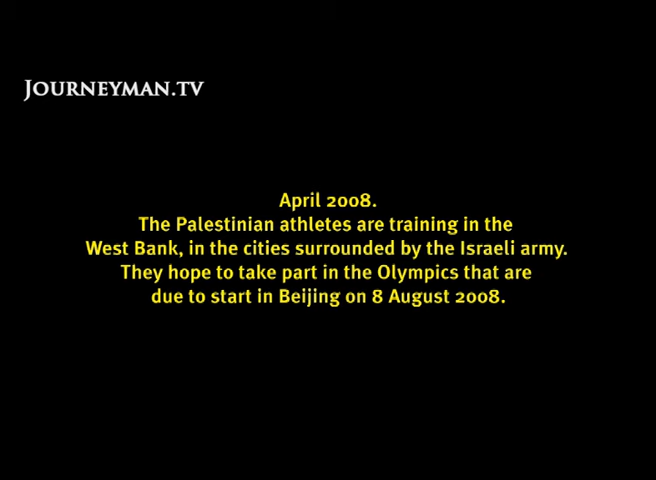 JOURNEYMAN.TV
April 2008.
The Palestinian athletes are training in the
West Bank, in the cities surrounded by the Israeli army.
They hope to take part in the Olympics that are
due to start in Beijing on 8 August 2008.